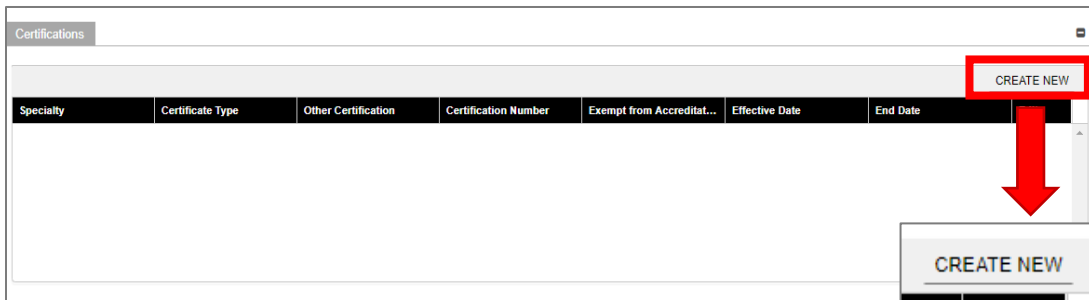 Certifications
CREATE NEW
Specialty Certificate Type Other Certification Certification Number Exempt from Accreditat... Effective Date End Date
CREATE NEW